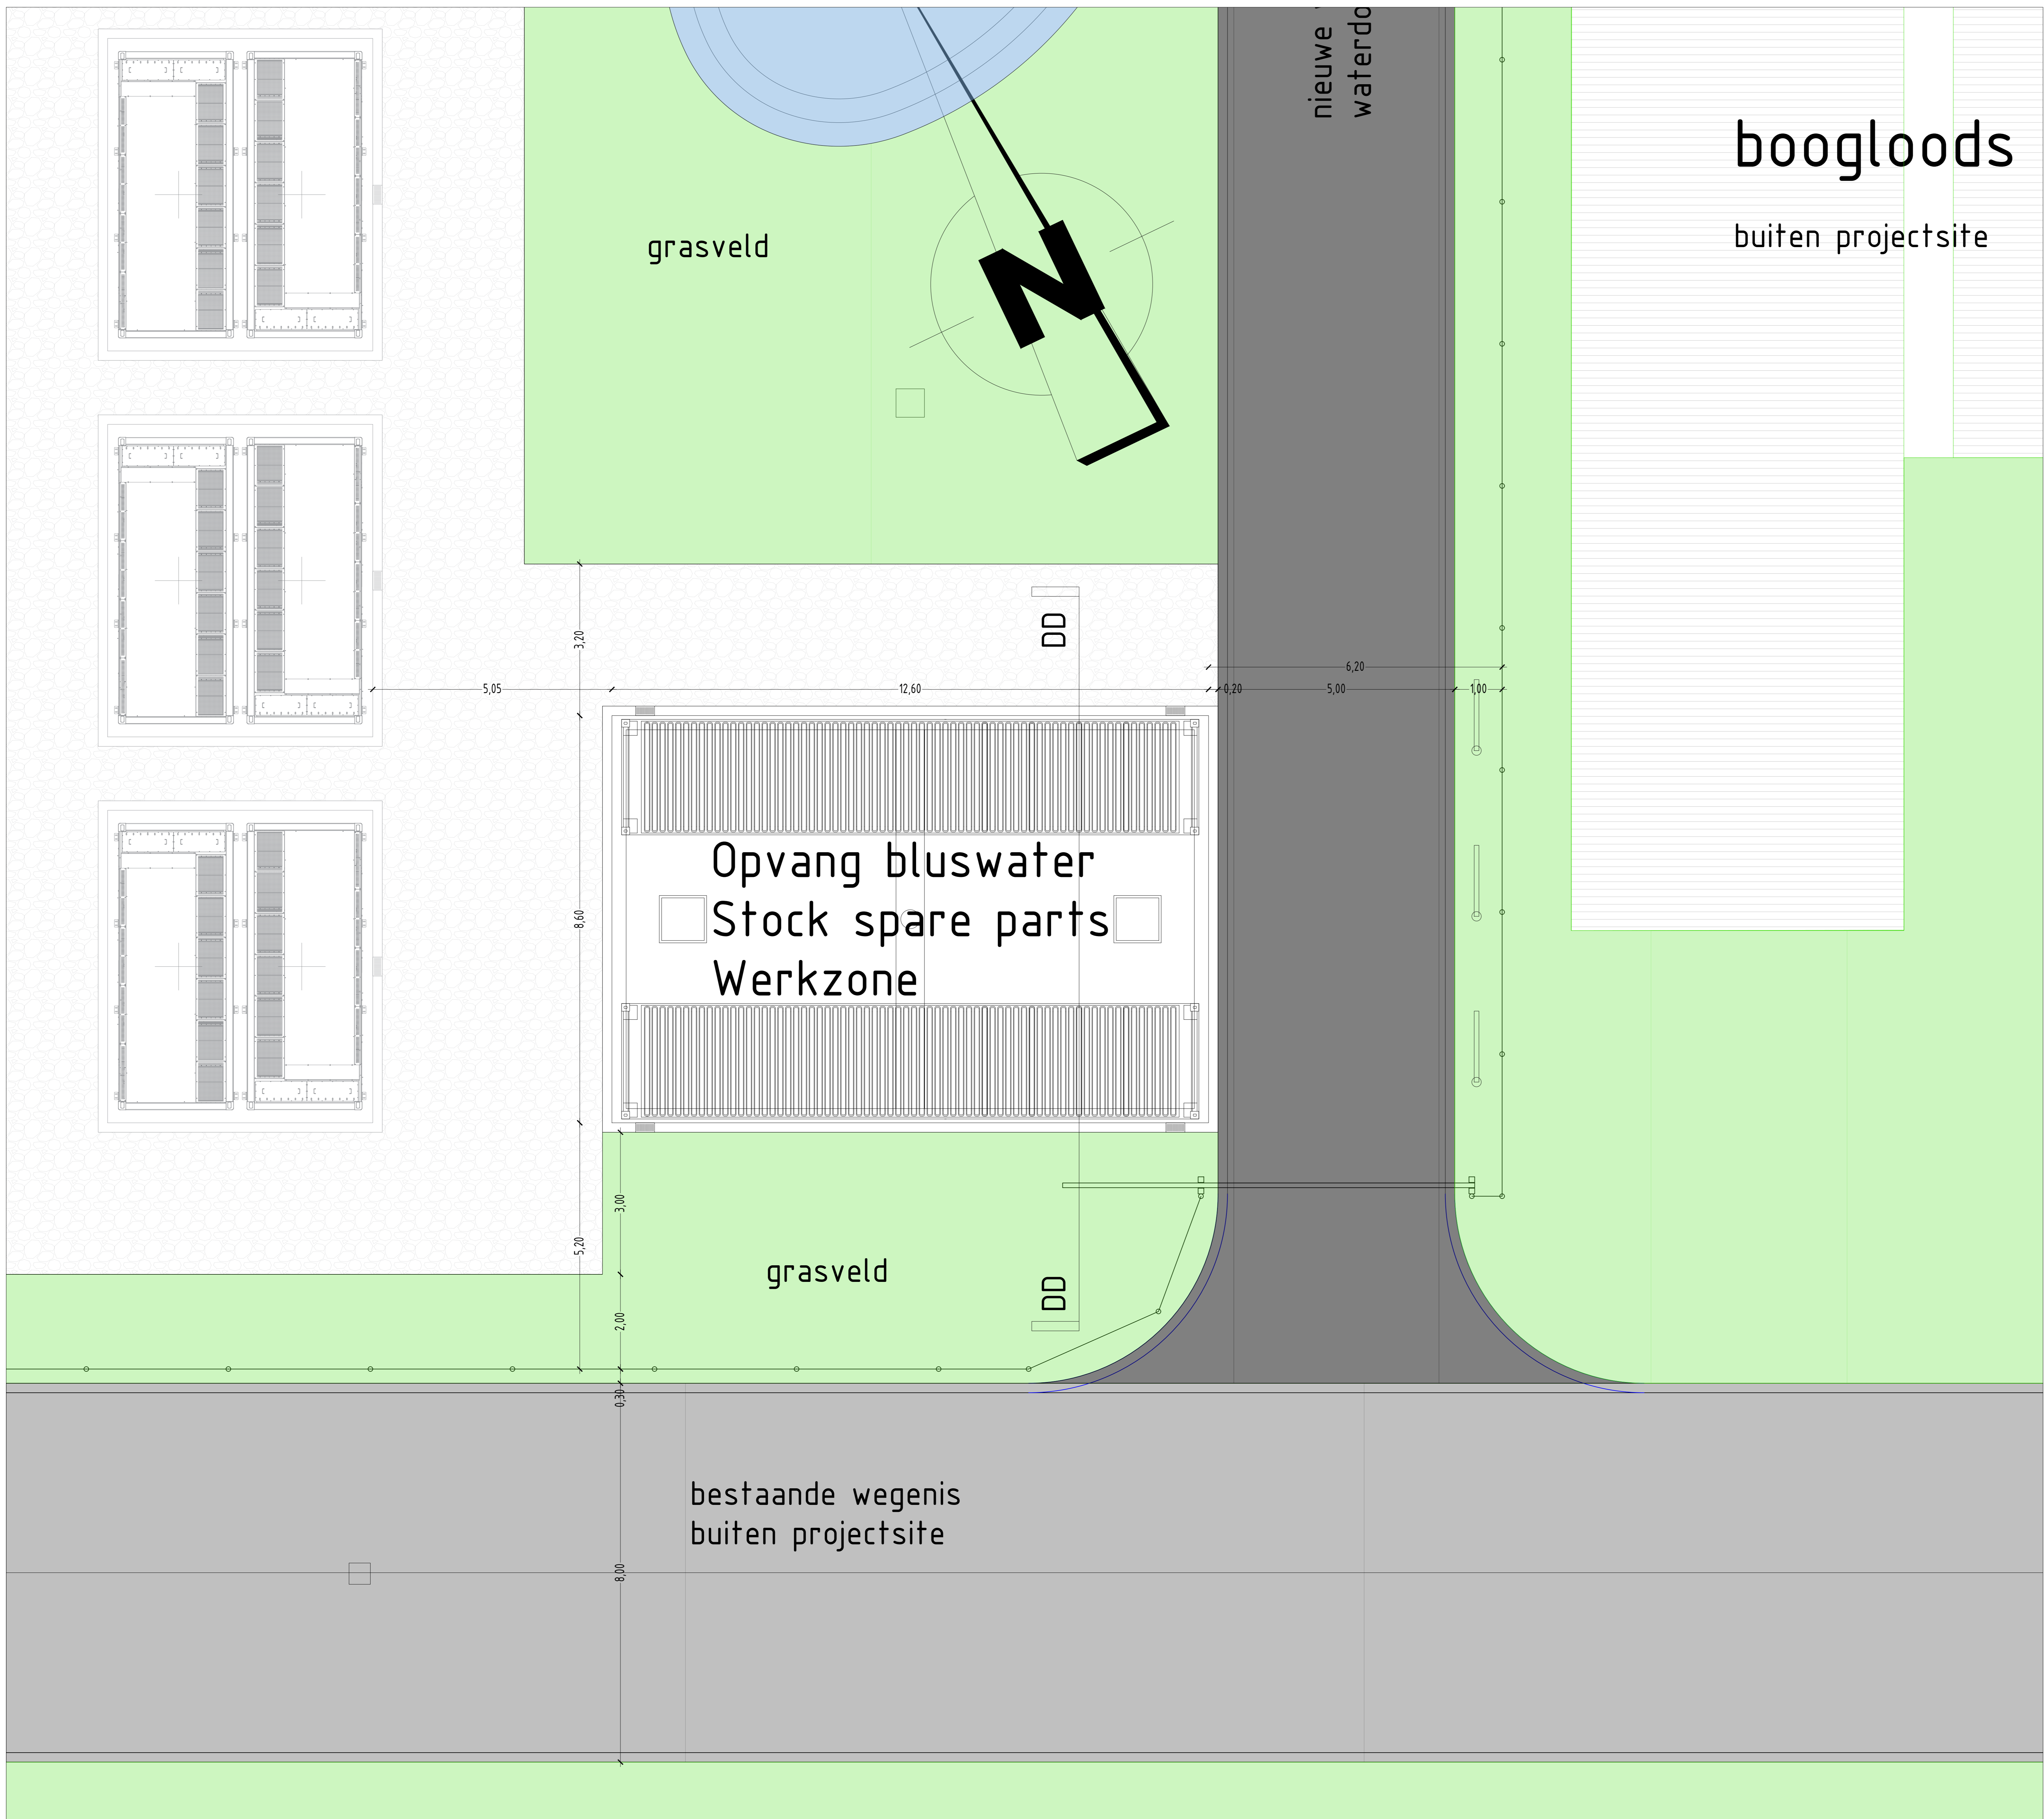 nieuwe
waterdo
boogloods
buiten projectsite
grasveld
N
3,20
DD
6,20
5,05
12,60
0,20
5,00
1,00
Opvang bluswater
Stock spare parts
Werkzone
8,60
3,00
5,20
grasveld
DD
2,00
0,30
bestaande wegenis
buiten projectsite
8,00